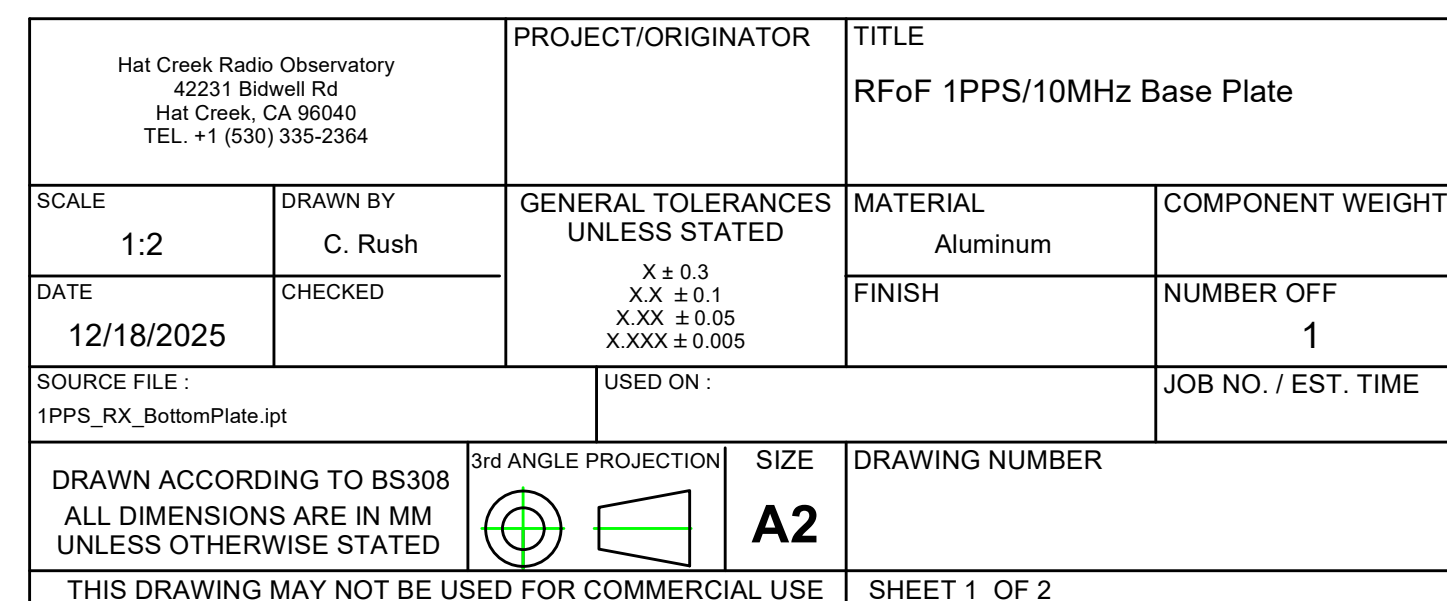 Hat Creek Radio Observatory
42231 Bidwell Rd
Hat Creek, CA 96040
TEL. +1 (530) 335-2364
PROJECT/ORIGINATOR
TITLE
RFoF 1PPS/10MHz Base Plate
SCALE
1:2
DRAWN BY
C. Rush
GENERAL TOLERANCES
UNLESS STATED
X ± 0.3
X.X ± 0.1
X.XX ± 0.05
X.XXX ± 0.005
MATERIAL
Aluminum
COMPONENT WEIGHT
DATE
12/18/2025
CHECKED
FINISH
NUMBER OFF
1
SOURCE FILE :
1PPS_RX_BottomPlate.ipt
USED ON :
JOB NO. / EST. TIME
DRAWN ACCORDING TO BS308
ALL DIMENSIONS ARE IN MM
UNLESS OTHERWISE STATED
3rd ANGLE PROJECTION
SIZE
A2
DRAWING NUMBER
THIS DRAWING MAY NOT BE USED FOR COMMERCIAL USE
SHEET 1 OF 2